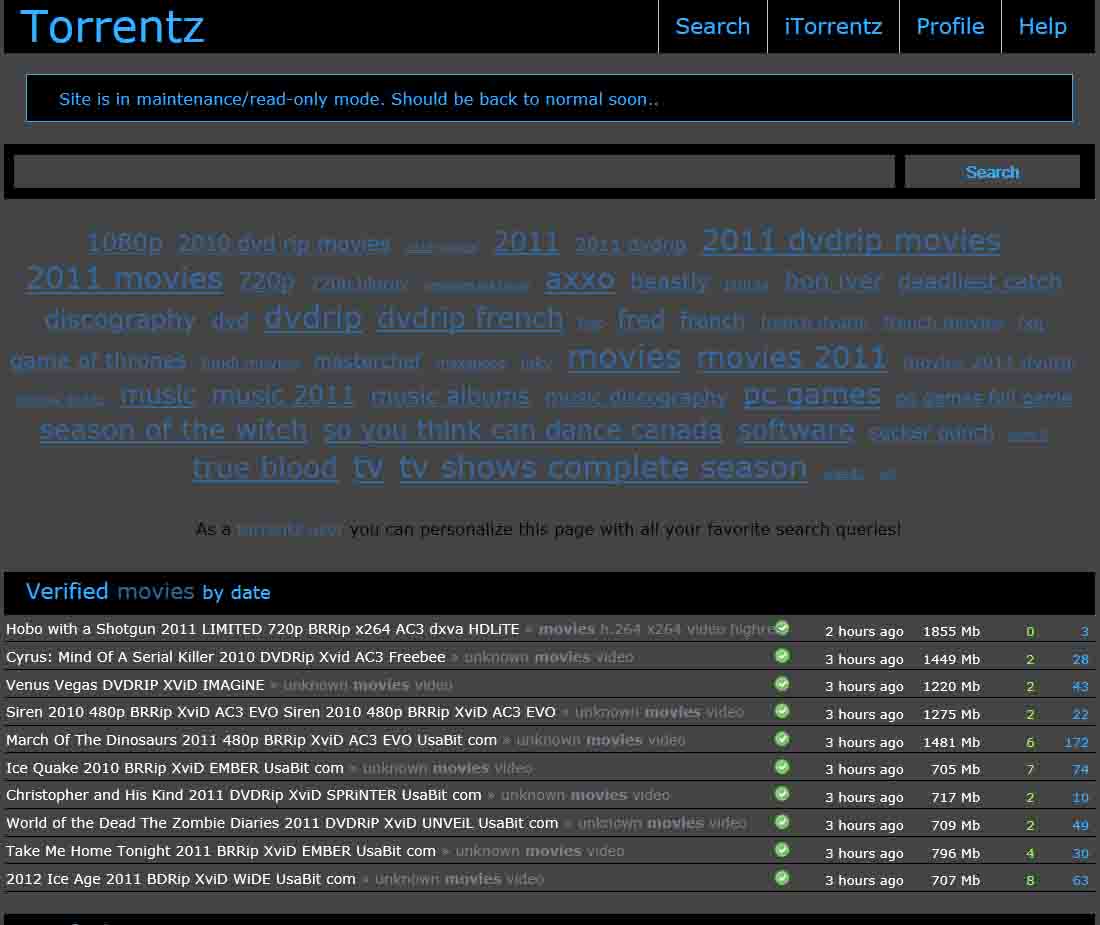 Torrentz Search iTorrentz Profile Help
Site is in maintenance/read-only mode. Should be back to normal soon..
Search
1080p 2010 dvd rip movies 2011 2011 dvdrip 2011 dvdrip movies
2011 movies 720p 720p bluray axxo beastly bon iver deadliest catch
discography dvd dvdrip dvdrip french fred french french dvdrip french movies
game of thrones hindi movies masterchef movies movies 2011 movies 2011 dvdrip
music music 2011 music albums music discography pc games pc games full game
season of the witch so you think can dance canada software sucker punch
true blood tv tv shows complete season
As a torrentz user you can personalize this page with all your favorite search queries!
Verified movies by date
Hobo with a Shotgun 2011 LIMITED 720p BRRip x264 AC3 dxva HDLiTE » movies h.264 x264 video highre 2 hours ago 1855 Mb 0 3
Cyrus: Mind Of A Serial Killer 2010 DVDRip Xvid AC3 Freebee » unknown movies video 3 hours ago 1449 Mb 2 28
Venus Vegas DVDRIP XViD IMAGiNE » unknown movies video 3 hours ago 1220 Mb 2 43
Siren 2010 480p BRRip XviD AC3 EVO Siren 2010 480p BRRip XviD AC3 EVO » unknown movies video 3 hours ago 1275 Mb 2 22
March Of The Dinosaurs 2011 480p BRRip XviD AC3 EVO UsaBit com » unknown movies video 3 hours ago 1481 Mb 6 172
Ice Quake 2010 BRRip XviD EMBER UsaBit com » unknown movies video 3 hours ago 705 Mb 7 74
Christopher and His Kind 2011 DVDRip XviD SPRiNTER UsaBit com » unknown movies video 3 hours ago 717 Mb 2 10
World of the Dead The Zombie Diaries 2011 DVDRiP XviD UNVEiL UsaBit com » unknown movies video 3 hours ago 709 Mb 2 49
Take Me Home Tonight 2011 BRRip XviD EMBER UsaBit com » unknown movies video 3 hours ago 796 Mb 4 30
2012 Ice Age 2011 BDRip XviD WiDE UsaBit com » unknown movies video 3 hours ago 707 Mb 8 63